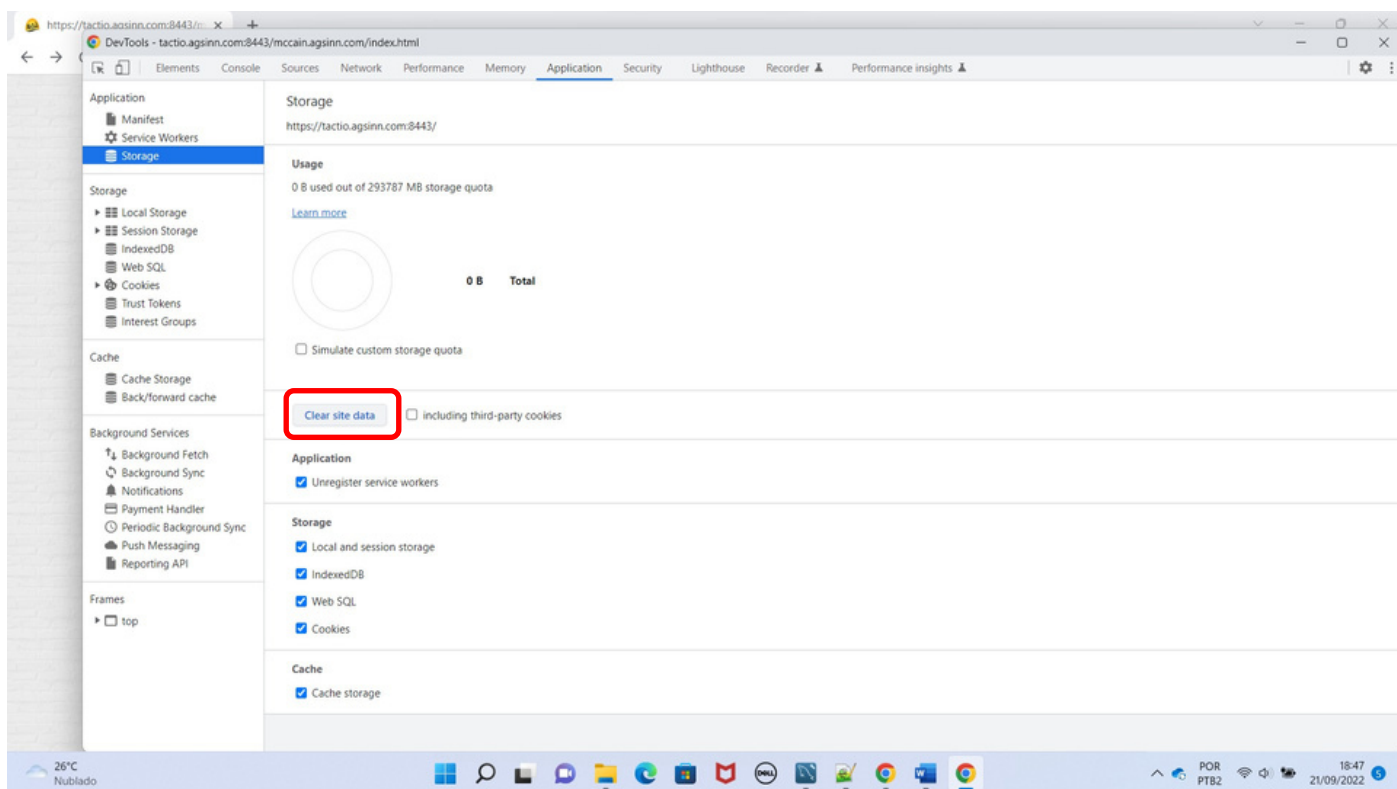 https://tactio.agsinn.com:8443/
DevTools - tactio.agsinn.com:8443/mccain.agsinn.com/index.html
Elements Console Sources Network Performance Memory Application Security Lighthouse Recorder Performance insights
Application
Manifest
Service Workers
Storage
Storage
Local Storage
Session Storage
IndexedDB
Web SQL
Cookies
Trust Tokens
Interest Groups
Cache
Cache Storage
Back/forward cache
Background Services
Background Fetch
Background Sync
Notifications
Payment Handler
Periodic Background Sync
Push Messaging
Reporting API
Frames
top
Storage
https://tactio.agsinn.com:8443/
Usage
0 B used out of 293787 MB storage quota
Learn more
0 B Total
Simulate custom storage quota
Clear site data including third-party cookies
Application
Unregister service workers
Storage
Local and session storage
IndexedDB
Web SQL
Cookies
Cache
Cache storage
26°C
Nublado
DELL
W
POR
PTB2
18:47
21/09/2022
5